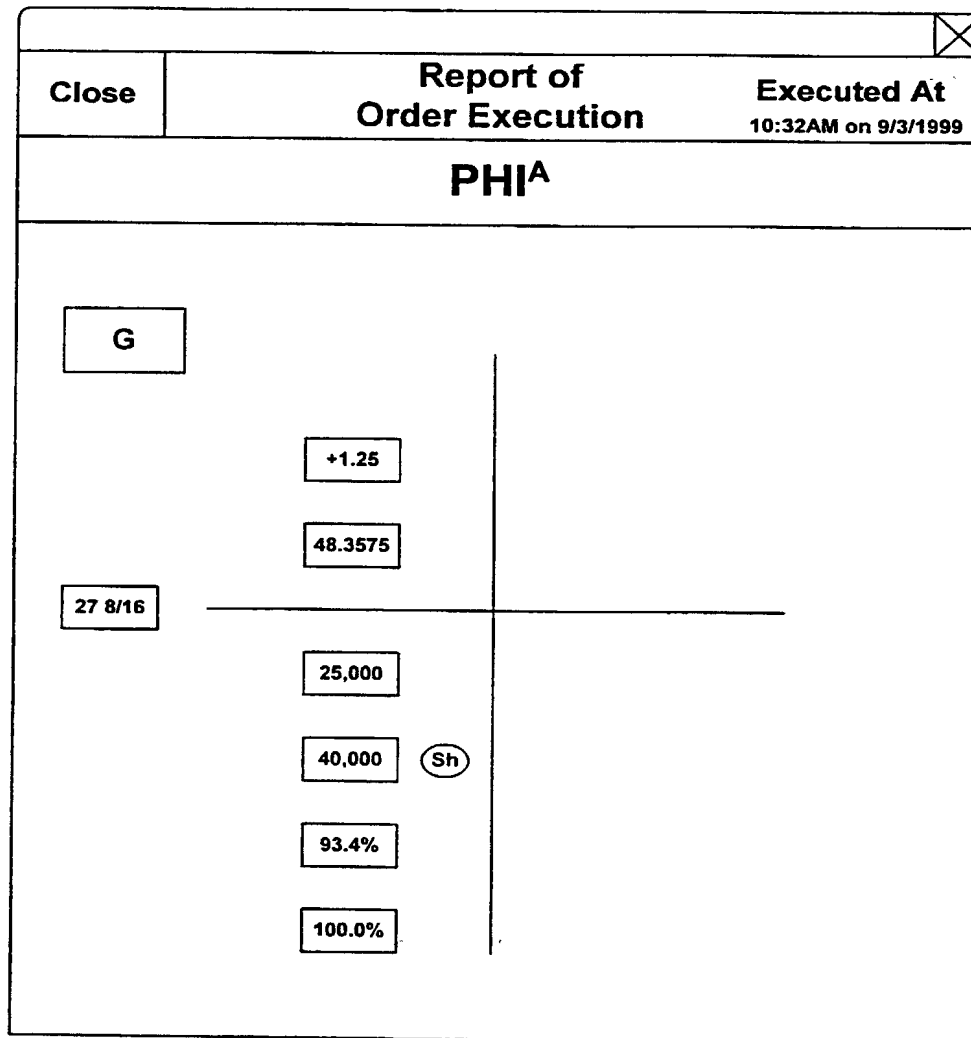 Close
Report of
Order Execution
Executed At
10:32AM on 9/3/1999
PHIᴬ
G
+1.25
48.3575
27 8/16
25,000
40,000 Sh
93.4%
100.0%